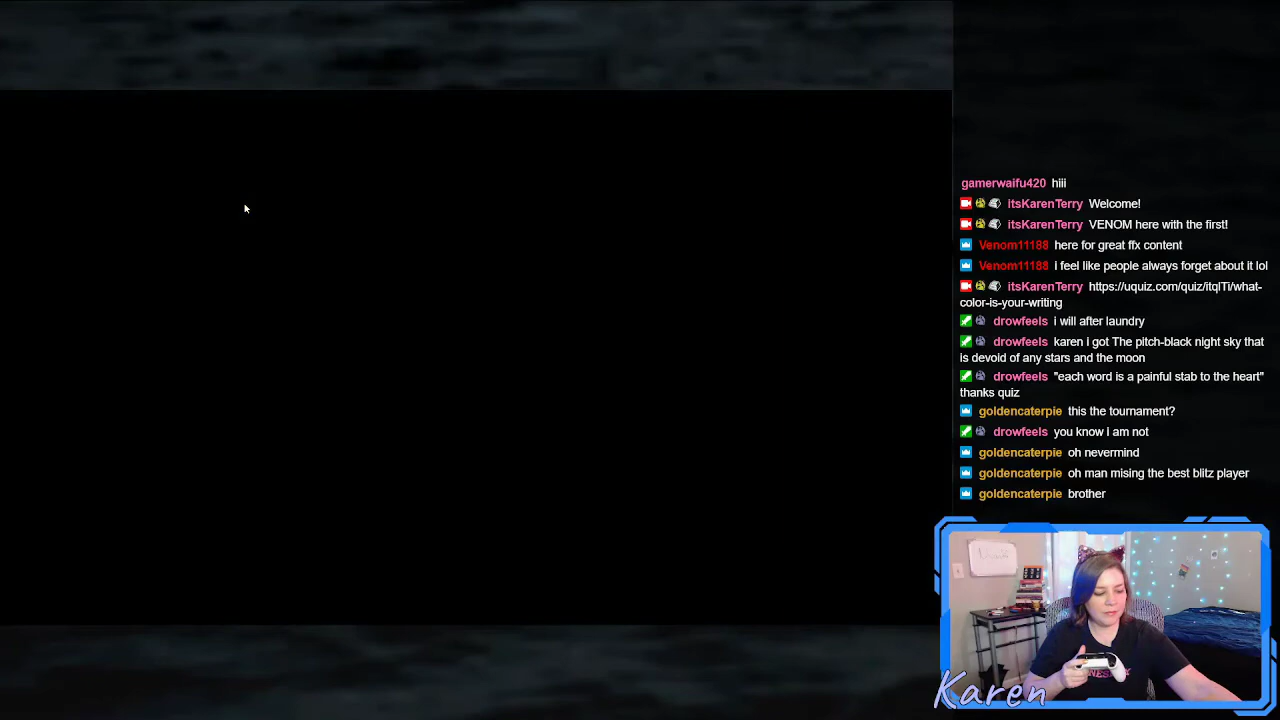 gamerwaifu420 hiii
itsKarenTerry Welcome!
itsKarenTerry VENOM here with the first!
Venom11188 here for great ffx content
Venom11188 i feel like people always forget about it lol
itsKarenTerry https://uquiz.com/quiz/itqlTi/what-
color-is-your-writing
drowfeels i will after laundry
drowfeels karen i got The pitch-black night sky that
is devoid of any stars and the moon
drowfeels "each word is a painful stab to the heart"
thanks quiz
goldencaterpie this the tournament?
drowfeels you know i am not
goldencaterpie oh nevermind
goldencaterpie oh man mising the best blitz player
goldencaterpie brother
Karen